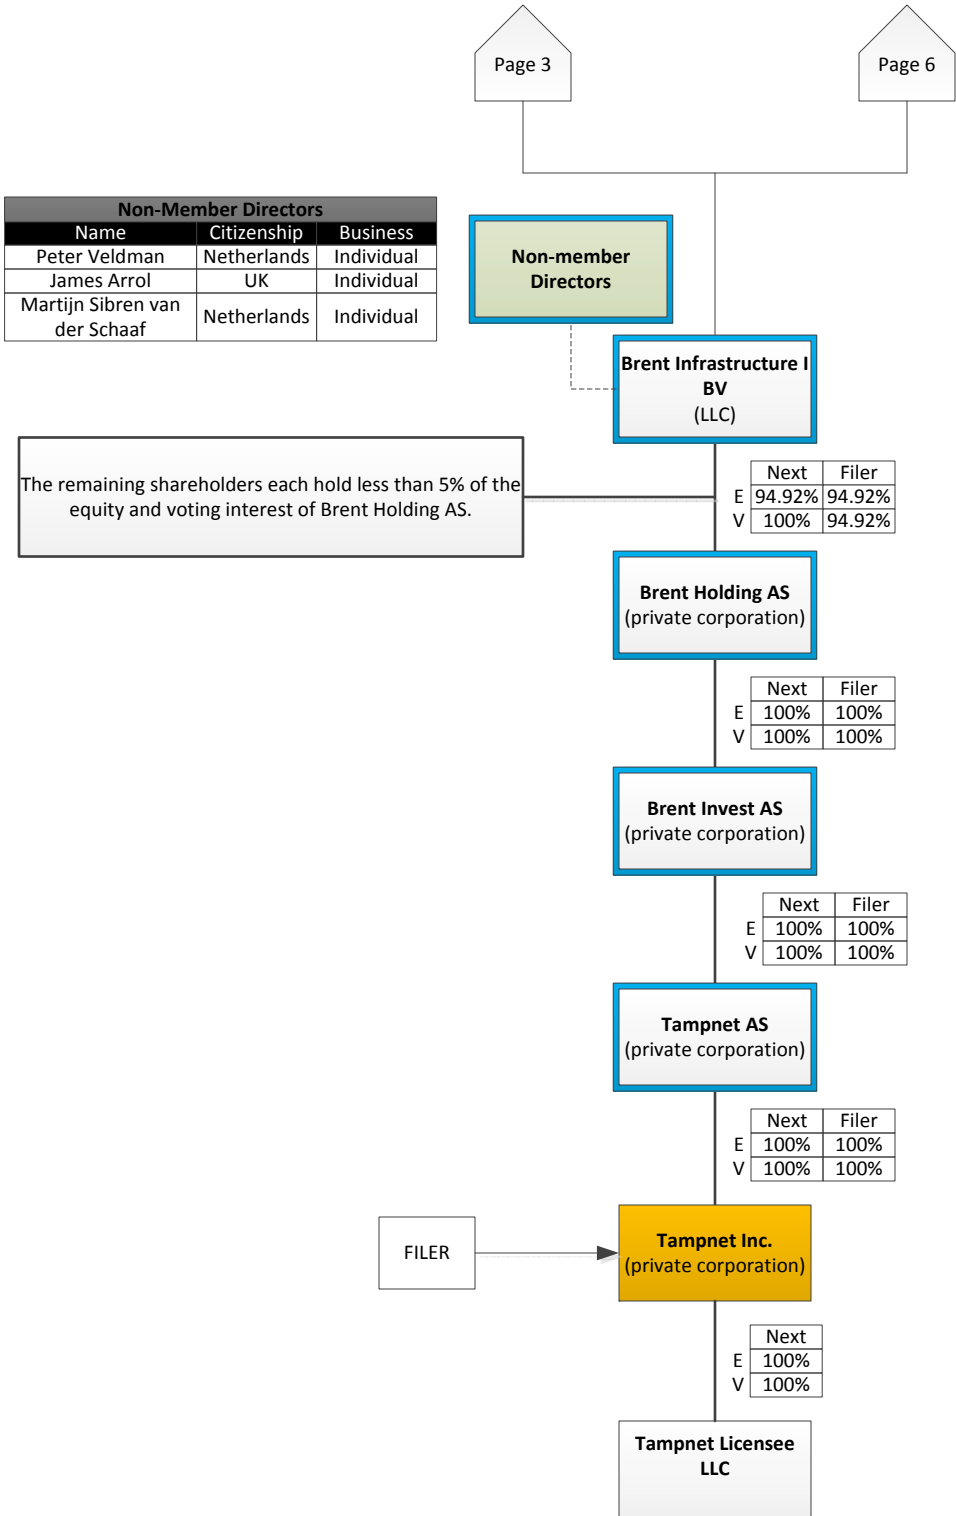 Page 3
Page 6
Non-Member Directors
Name Citizenship Business
Peter Veldman Netherlands Individual
James Arrol UK Individual
Martijn Sibren van
der Schaaf Netherlands Individual
Non-member
Directors
Brent Infrastructure I
BV
(LLC)
The remaining shareholders each hold less than 5% of the
equity and voting interest of Brent Holding AS.
Next Filer
E 94.92% 94.92%
V 100% 94.92%
Brent Holding AS
(private corporation)
Next Filer
E 100% 100%
V 100% 100%
Brent Invest AS
(private corporation)
Next Filer
E 100% 100%
V 100% 100%
Tampnet AS
(private corporation)
Next Filer
E 100% 100%
V 100% 100%
FILER
Tampnet Inc.
(private corporation)
Next
E 100%
V 100%
Tampnet Licensee
LLC